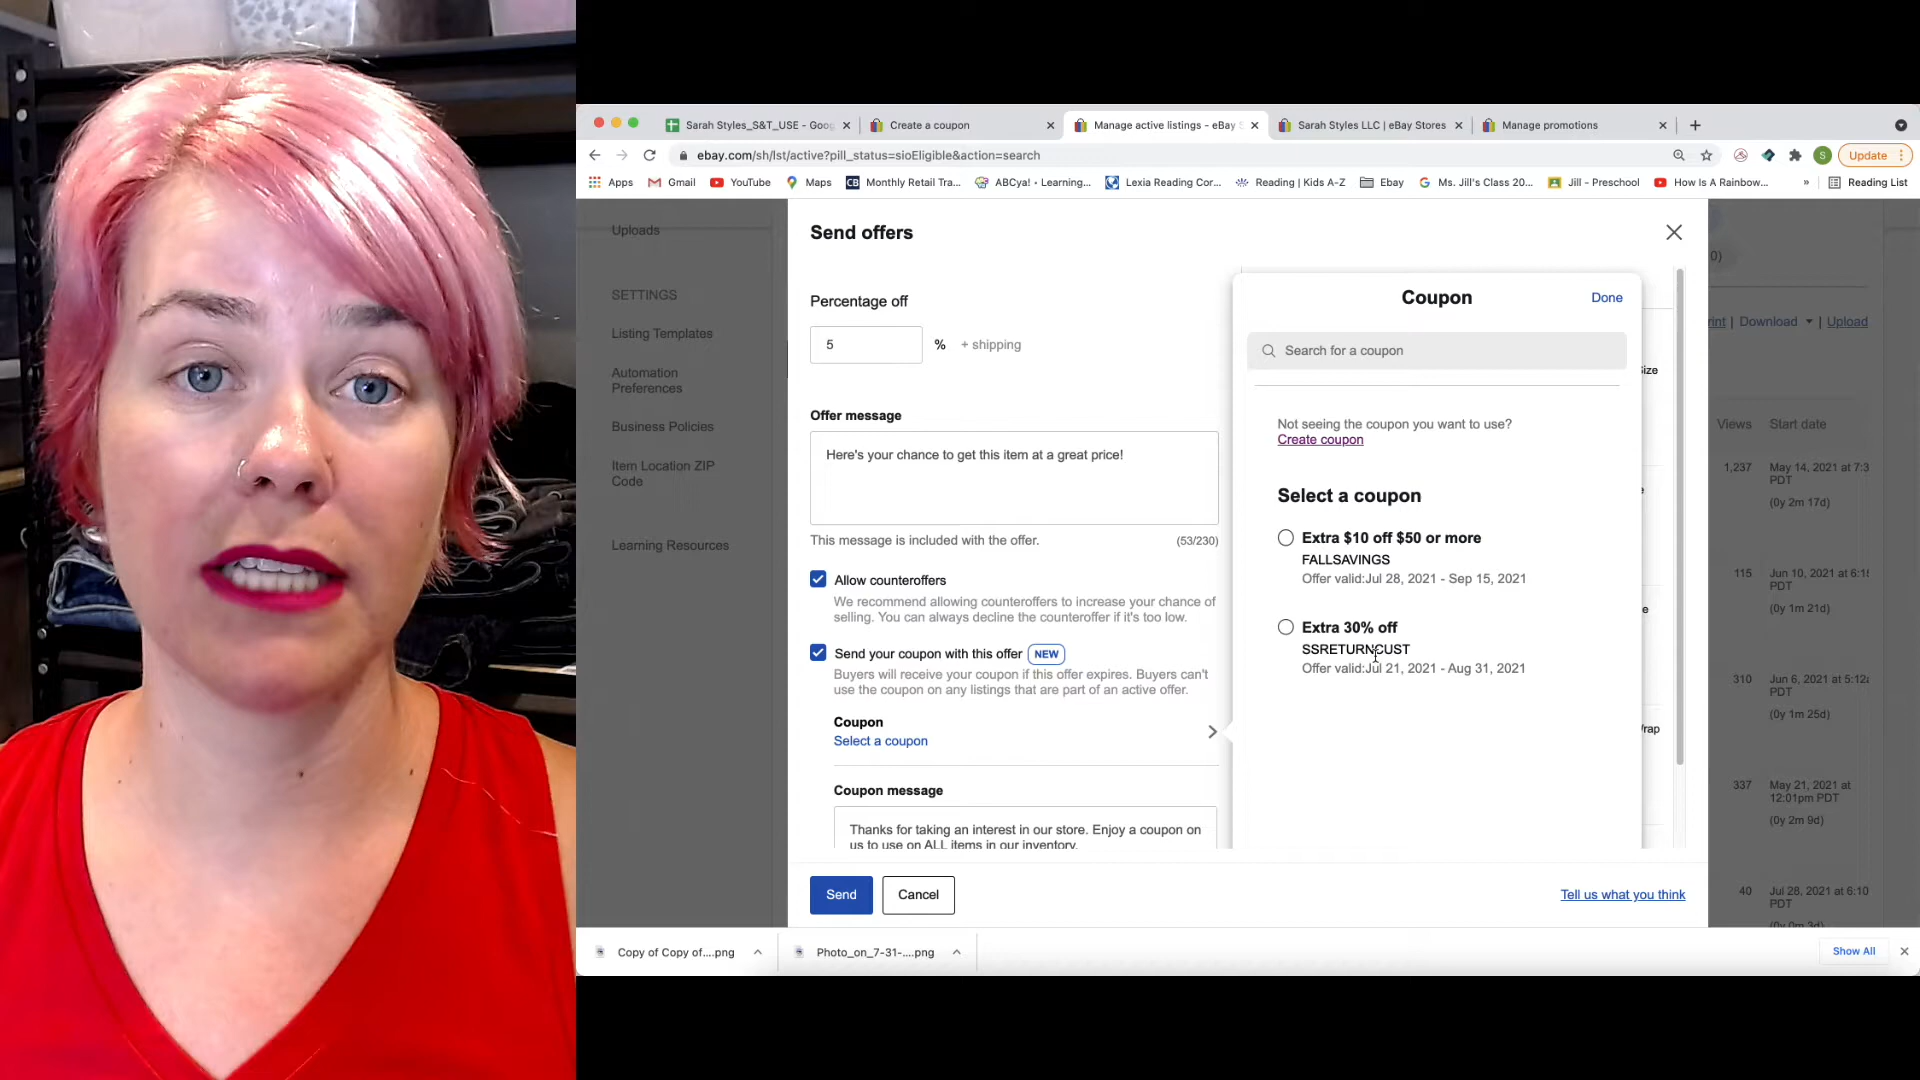 Sarah Styles_S&T_USE - Goog
Create a coupon
Manage active listings - eBay S
Sarah Styles LLC | eBay Stores
Manage promotions
ebay.com/sh/lst/active?pill_status=sioEligible&action=search
S
Update
Apps
Gmail
YouTube
Maps
CB
Monthly Retail Tra...
ABCya! • Learning...
Lexia Reading Cor...
Reading | Kids A-Z
Ebay
Ms. Jill's Class 20...
Jill - Preschool
How Is A Rainbow...
»
Reading List
Uploads
SETTINGS
Listing Templates
Automation
Preferences
Business Policies
Item Location ZIP
Code
Learning Resources
Send offers
Percentage off
5
% + shipping
Offer message
Here's your chance to get this item at a great price!
This message is included with the offer. (53/230)
Allow counteroffers
We recommend allowing counteroffers to increase your chance of
selling. You can always decline the counteroffer if it's too low.
Send your coupon with this offer NEW
Buyers will receive your coupon if this offer expires. Buyers can't
use the coupon on any listings that are part of an active offer.
Coupon
Select a coupon
Coupon message
Thanks for taking an interest in our store. Enjoy a coupon on
us to use on ALL items in our inventory.
Send
Cancel
Tell us what you think
Coupon
Done
Search for a coupon
Not seeing the coupon you want to use?
Create coupon
Select a coupon
Extra $10 off $50 or more
FALLSAVINGS
Offer valid:Jul 28, 2021 - Sep 15, 2021
Extra 30% off
SSRETURNCUST
Offer valid:Jul 21, 2021 - Aug 31, 2021
0)
rint | Download | Upload
Size
Views
Start date
1,237
May 14, 2021 at 7:3
PDT
(0y 2m 17d)
115
Jun 10, 2021 at 6:15
PDT
(0y 1m 21d)
310
Jun 6, 2021 at 5:12a
PDT
(0y 1m 25d)
337
May 21, 2021 at
12:01pm PDT
(0y 2m 9d)
40
Jul 28, 2021 at 6:10
PDT
(0y 0m 3d)
Copy of Copy of....png
Photo_on_7-31-....png
Show All